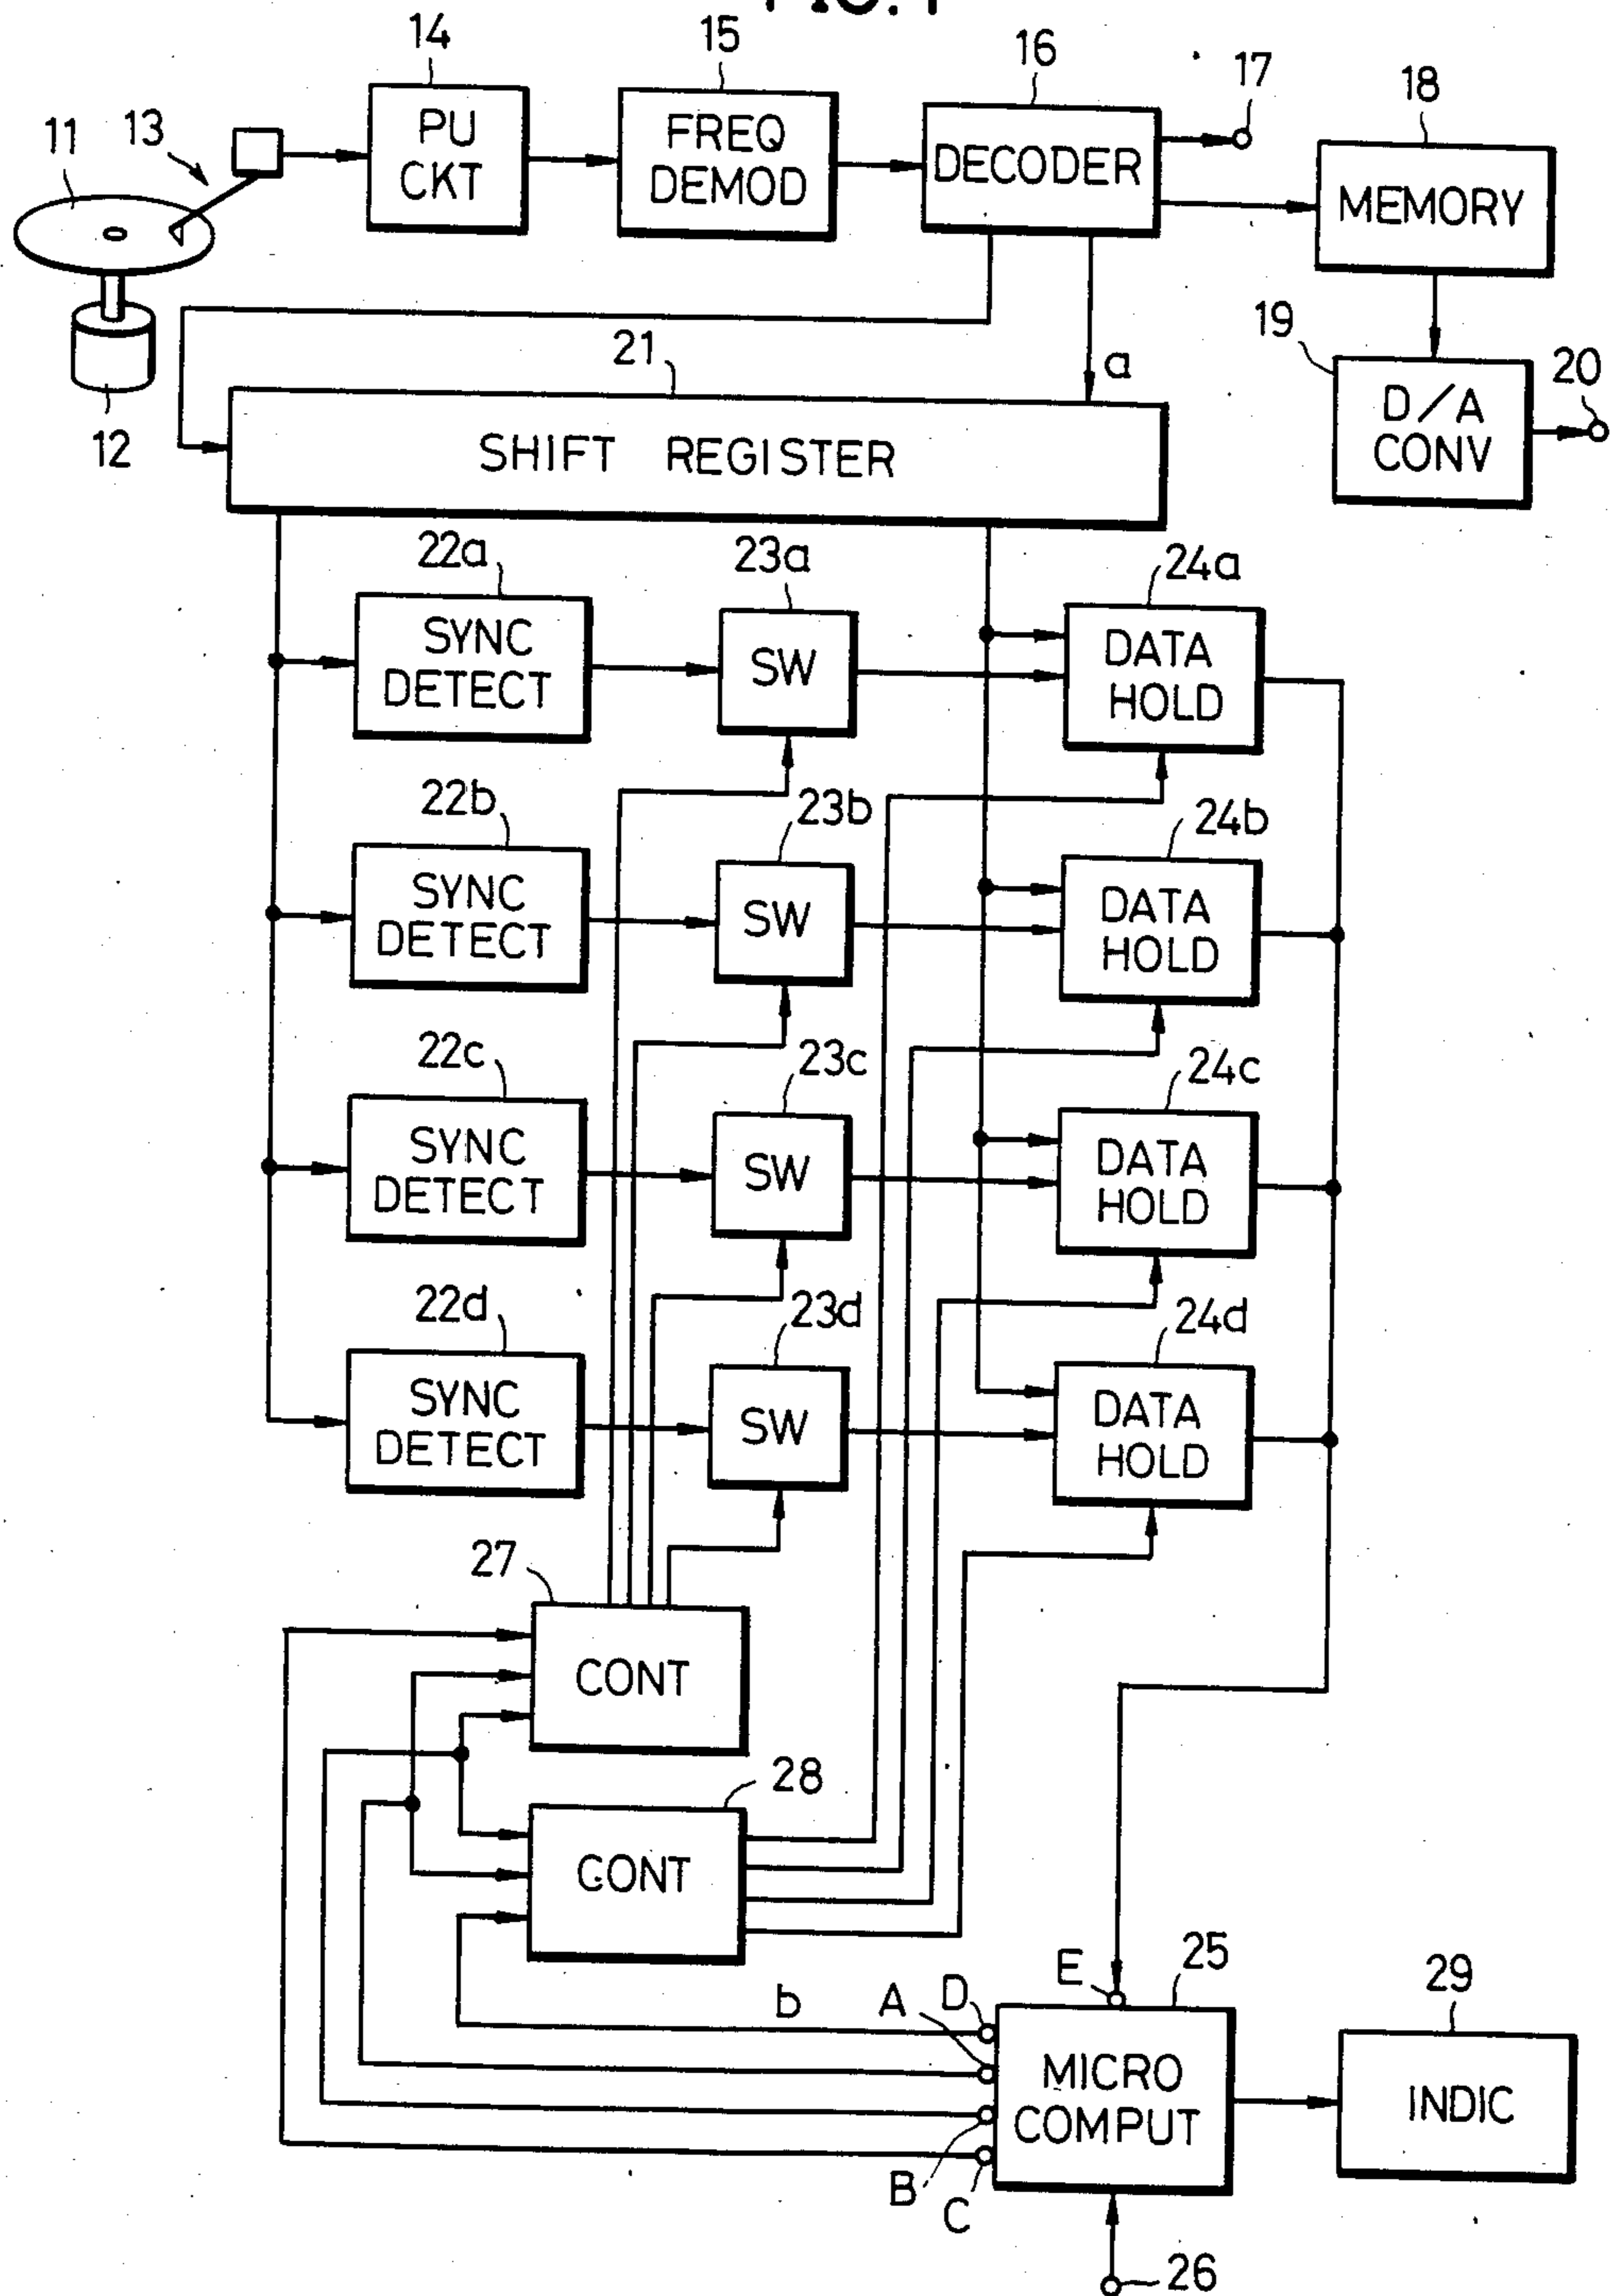 FIG. 1
14
15
16
17
18
11
13
PU
CKT
FREQ
DEMOD
DECODER
MEMORY
12
21
a
19
20
D/A
CONV
SHIFT REGISTER
22a
23a
24a
SYNC
DETECT
SW
DATA
HOLD
22b
23b
24b
SYNC
DETECT
SW
DATA
HOLD
22c
23c
24c
SYNC
DETECT
SW
DATA
HOLD
22d
23d
24d
SYNC
DETECT
SW
DATA
HOLD
27
CONT
28
CONT
b
A
D
E
25
29
MICRO
COMPUT
INDIC
B
C
26